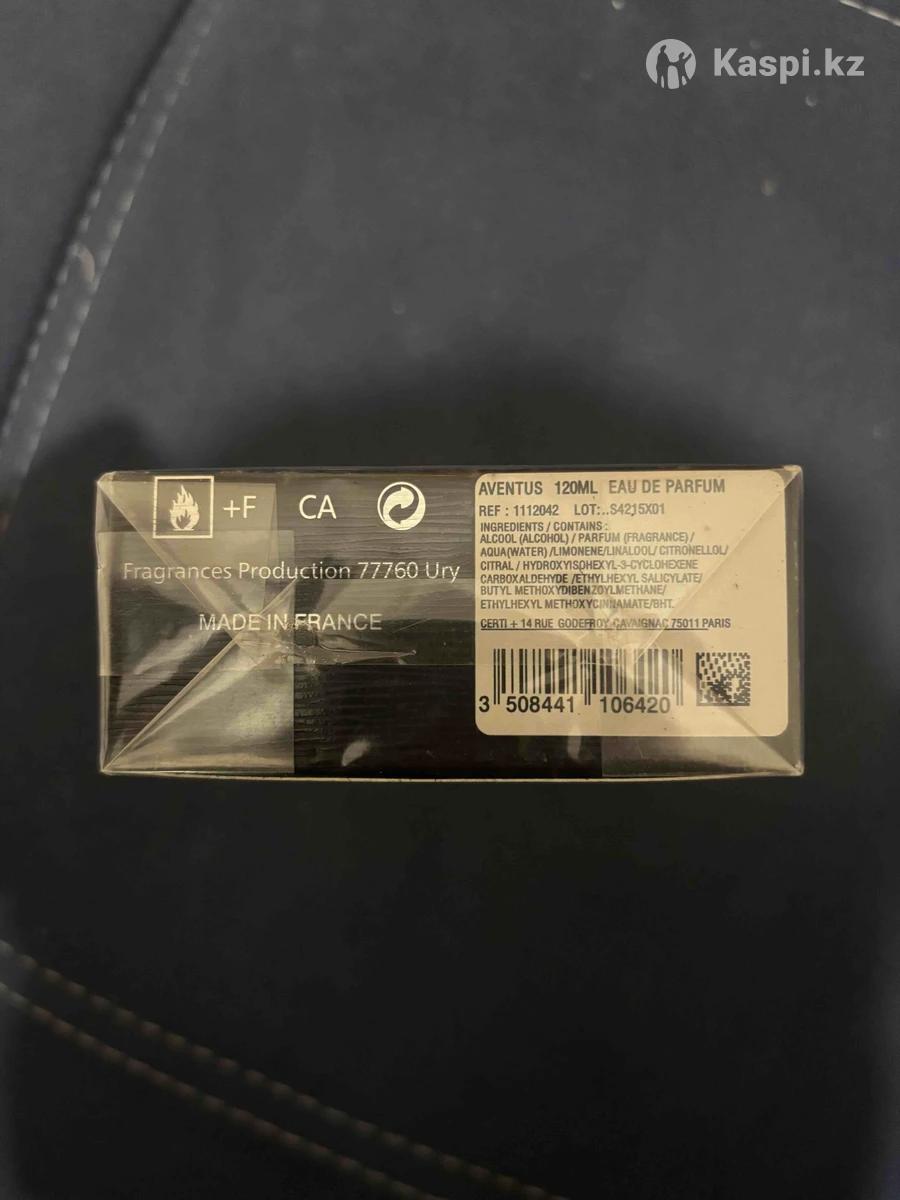 Kaspi.kz
+F CA
Fragrances Production 77760 Ury
MADE IN FRANCE
AVENTUS 120ML EAU DE PARFUM
REF : 1112042 LOT:..S4215X01
INGREDIENTS / CONTAINS :
ALCOOL (ALCOHOL) / PARFUM (FRAGRANCE) /
AQUA(WATER) /LIMONENE/LINALOOL/ CITRONELLOL/
CITRAL / HYDROXYISOHEXYL-3-CYCLOHEXENE
CARBOXALDEHYDE /ETHYLHEXYL SALICYLATE/
BUTYL METHOXYDIBENZOYLMETHANE/
ETHYLHEXYL METHOXYCINNAMATE/BHT.
CERTI + 14 RUE GODEFROY CAVAIGNAC 75011 PARIS
3 508441 106420